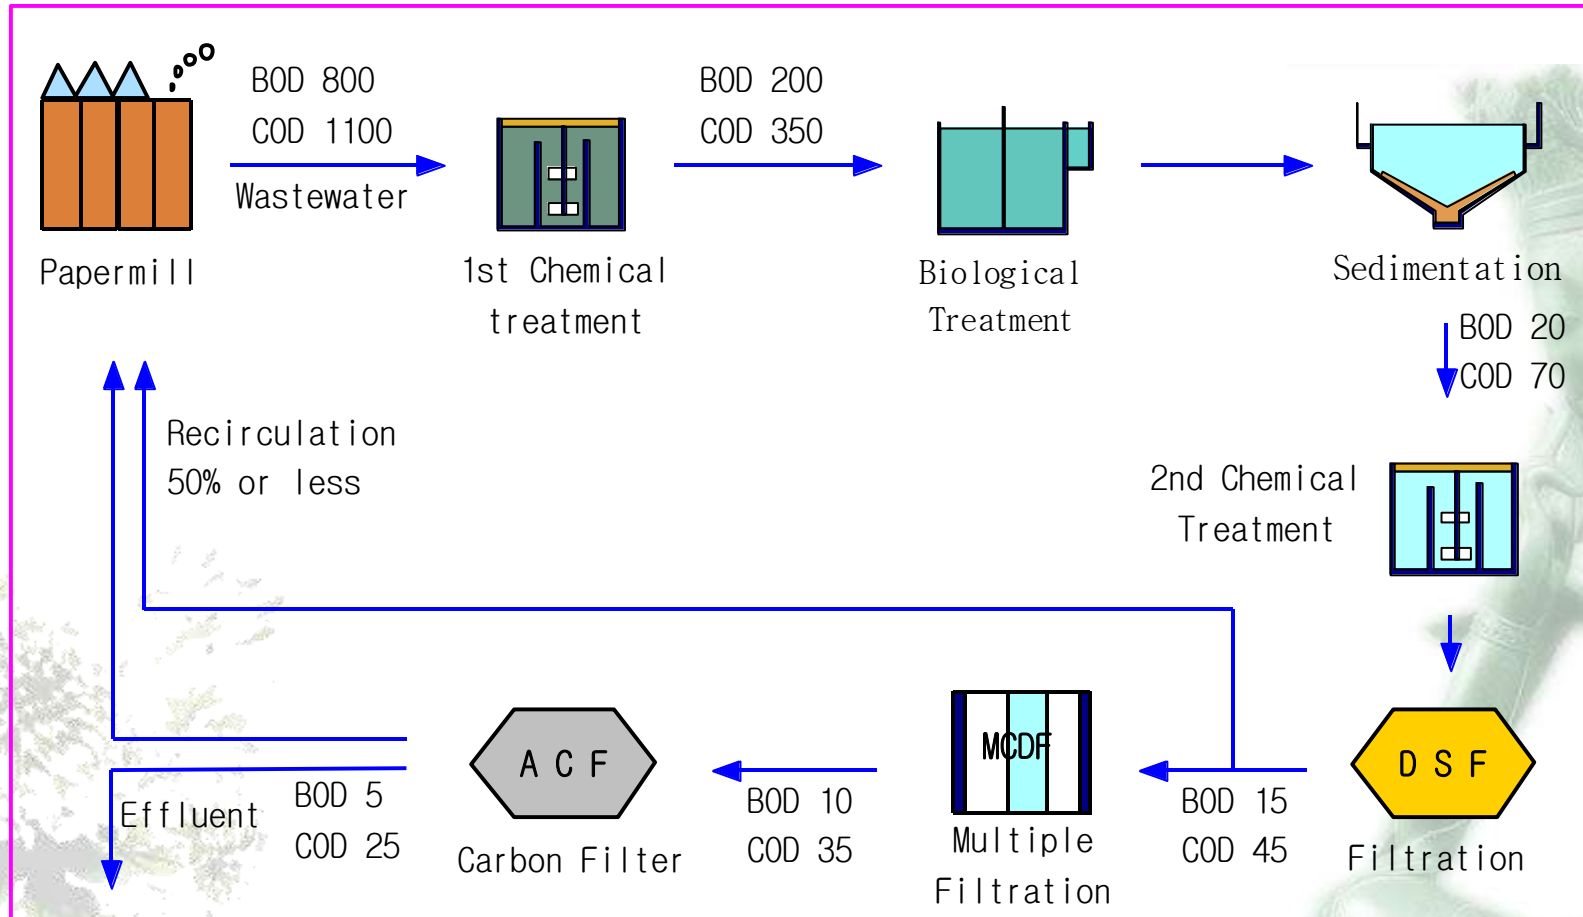 BOD 800
COD 1100
Wastewater
BOD 200
COD 350
Papermill
1st Chemical
treatment
Biological
Treatment
Sedimentation
BOD 20
COD 70
Recirculation
50% or less
2nd Chemical
Treatment
DSF
Filtration
BOD 15
COD 45
MCDF
Multiple
Filtration
BOD 10
COD 35
ACF
Carbon Filter
BOD 5
COD 25
Effluent